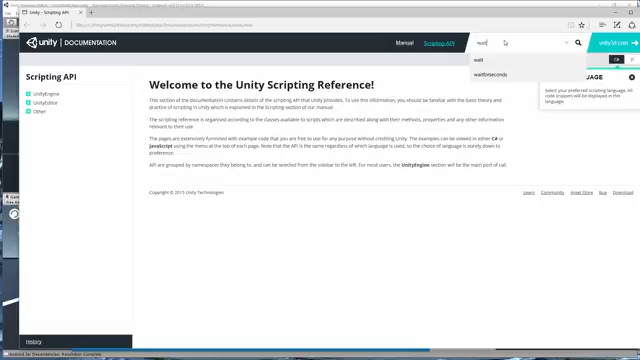 Unity - Scripting API
unity | DOCUMENTATION
Manual
Scripting API
wait
unity3d.com
wait
waitforseconds
C#
JS
Scripting API
UnityEngine
UnityEditor
Other
Welcome to the Unity Scripting Reference!
This section of the documentation contains details of the scripting API that Unity provides. To use this information, you should be familiar with the basic theory and
practice of scripting in Unity which is explained in the Scripting section of our manual.
The scripting reference is organised according to the classes available to scripts which are described along with their methods, properties and any other information
relevant to their use.
The pages are extensively furnished with example code that you are free to use for any purpose without crediting Unity. The examples can be viewed in either C# or
JavaScript using the menu at the top of each page. Note that the API is the same regardless of which language is used, so the choice of language is purely down to
preference.
API are grouped by namespaces they belong to, and can be selected from the sidebar to the left. For most users, the UnityEngine section will be the main port of call.
UAGE
Select your preferred scripting language. All
code snippets will be displayed in this
language.
Copyright © 2015 Unity Technologies
Learn
Community
Asset Store
Buy
Download
History
Android Jar Dependencies: Resolution Complete.